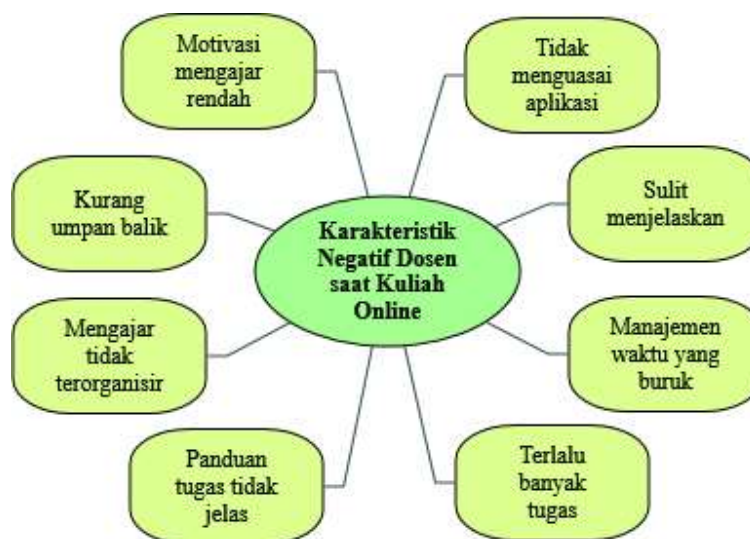 Motivasi
mengajar
rendah
Tidak
menguasai
aplikasi
Kurang
umpan balik
Karakteristik
Negatif Dosen
saat Kuliah
Online
Sulit
menjelaskan
Mengajar
tidak
terorganisir
Manajemen
waktu yang
buruk
Panduan
tugas tidak
jelas
Terlalu
banyak
tugas